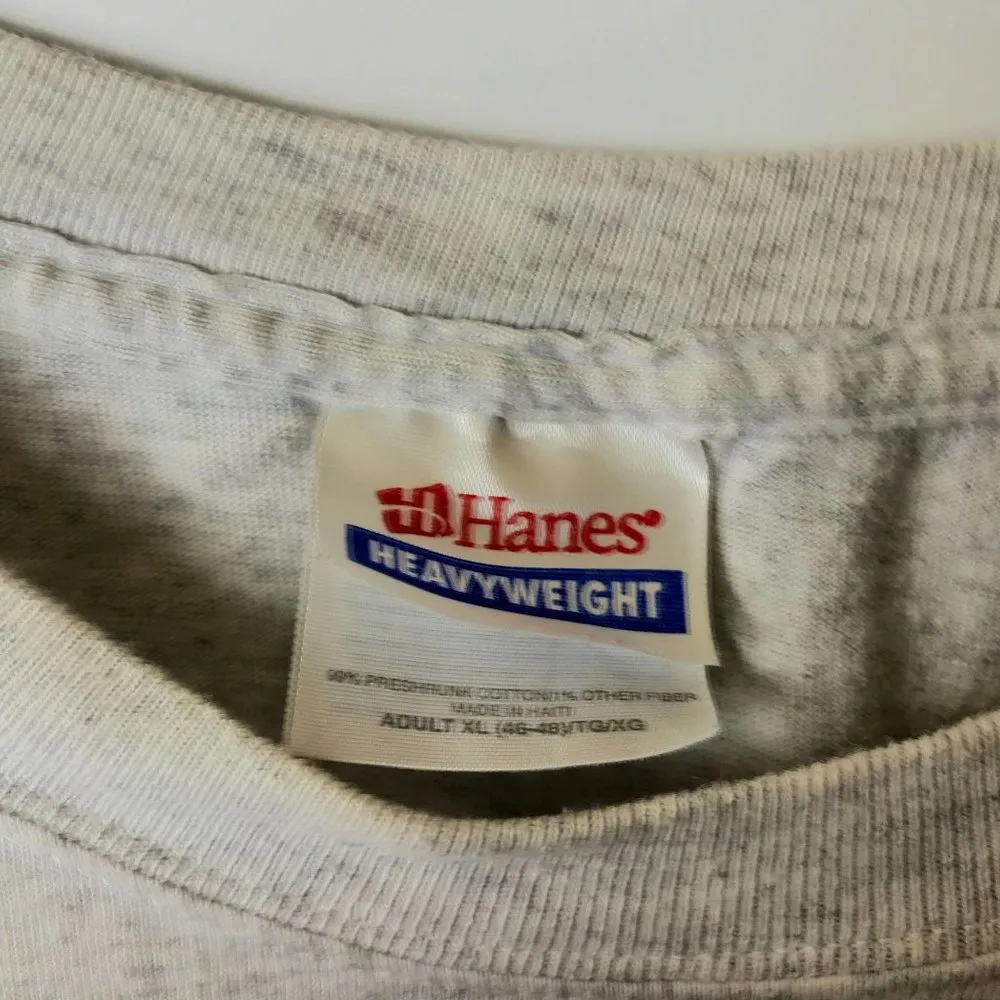 Hanes
HEAVYWEIGHT
99% PRESHRUNK COTTON/1% OTHER FIBER
MADE IN HAITI
ADULT XL (46-48)/TG/XG